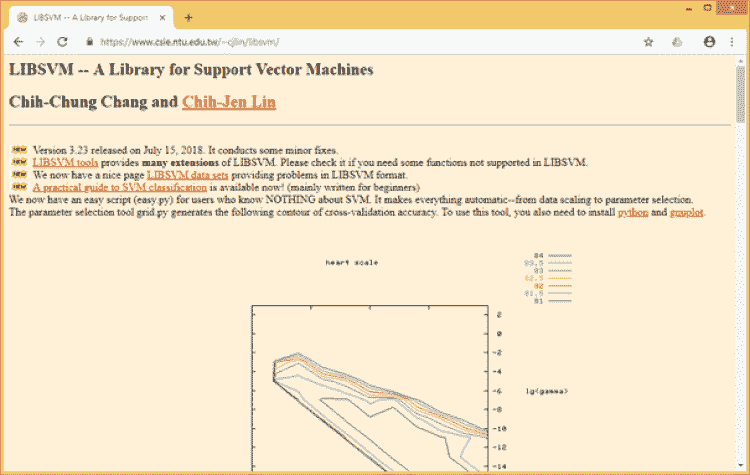 LIBSVM -- A Library for Support
https://www.csie.ntu.edu.tw/~cjlin/libsvm/
LIBSVM -- A Library for Support Vector Machines
Chih-Chung Chang and Chih-Jen Lin
NEW Version 3.23 released on July 15, 2018. It conducts some minor fixes.
NEW LIBSVM tools provides many extensions of LIBSVM. Please check it if you need some functions not supported in LIBSVM.
NEW We now have a nice page LIBSVM data sets providing problems in LIBSVM format.
NEW A practical guide to SVM classification is available now! (mainly written for beginners)
We now have an easy script (easy.py) for users who know NOTHING about SVM. It makes everything automatic--from data scaling to parameter selection.
The parameter selection tool grid.py generates the following contour of cross-validation accuracy. To use this tool, you also need to install python and gnuplot.
heart scale
84
83.5
83
82.5
82
81.5
81
2
0
-2
-4
-6
lg(gamma)
-8
-10
-12
-14